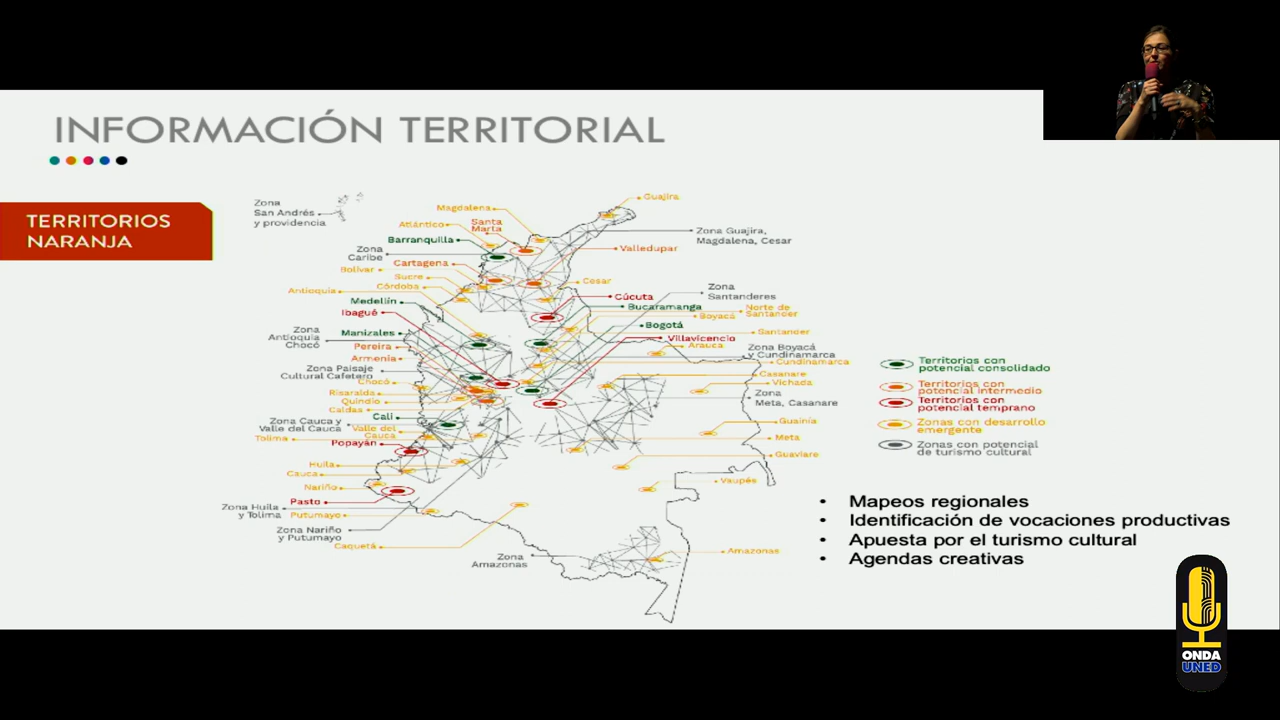 INFORMACIÓN TERRITORIAL
TERRITORIOS
NARANJA
Zona
San Andrés
y providencia
Guajira
Magdalena
Atlántico
Santa
Marta
Barranquilla
Zona Guajira,
Magdalena, Cesar
Zona
Caribe
Valledupar
Cartagena
Bolívar
Sucre
Cesar
Córdoba
Antioquia
Zona
Santanderes
Cúcuta
Medellín
Bucaramanga
Norte de
Santander
Ibagué
Boyacá
Bogotá
Zona
Antioquia
Chocó
Manizales
Santander
Villavicencio
Pereira
Arauca
Zona Boyacá
y Cundinamarca
Armenia
Cundinamarca
Zona Paisaje
Cultural Cafetero
Casanare
Chocó
Vichada
Risaralda
Zona
Meta, Casanare
Quindío
Caldas
Cali
Zona Cauca y
Valle del Cauca
Valle del
Cauca
Guainía
Tolima
Popayán
Meta
Guaviare
Huila
Cauca
Vaupés
Nariño
Pasto
Zona Huila
y Tolima
Putumayo
Zona Nariño
y Putumayo
Caquetá
Zona
Amazonas
Amazonas
Territorios con
potencial consolidado
Territorios con
potencial intermedio
Territorios con
potencial temprano
Zonas con desarrollo
emergente
Zonas con potencial
de turismo cultural
• Mapeos regionales
• Identificación de vocaciones productivas
• Apuesta por el turismo cultural
• Agendas creativas
ONDA
UNED